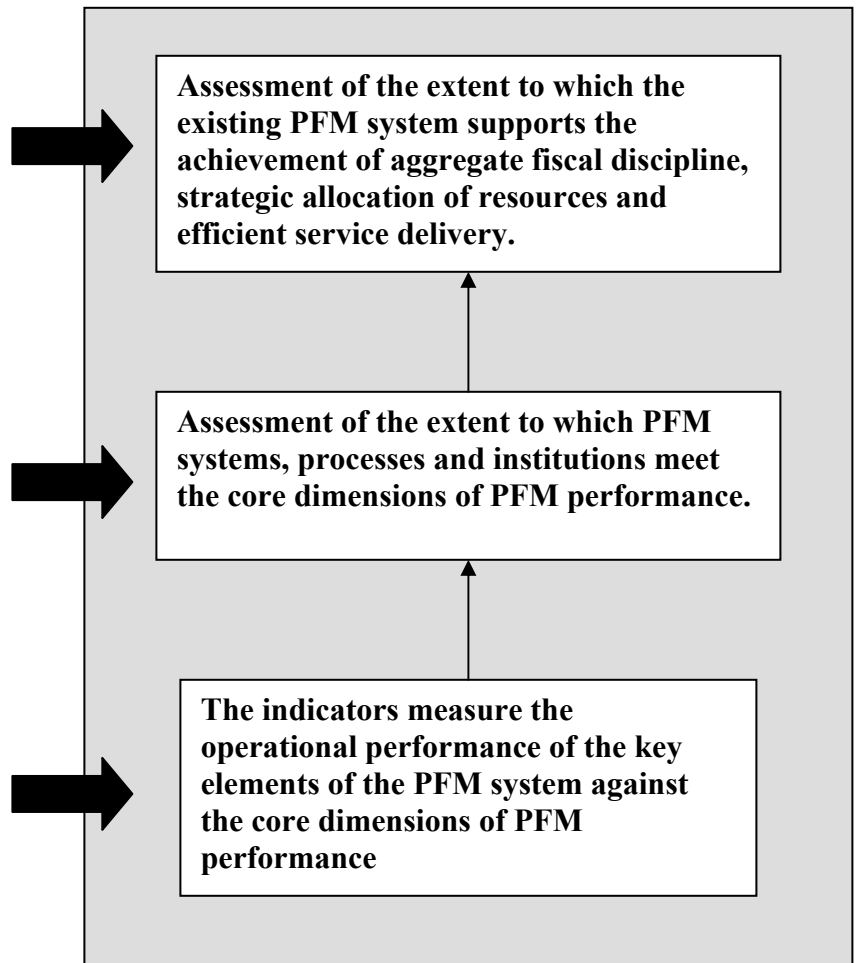 Assessment of the extent to which the
existing PFM system supports the
achievement of aggregate fiscal discipline,
strategic allocation of resources and
efficient service delivery.
Assessment of the extent to which PFM
systems, processes and institutions meet
the core dimensions of PFM performance.
The indicators measure the
operational performance of the key
elements of the PFM system against
the core dimensions of PFM
performance